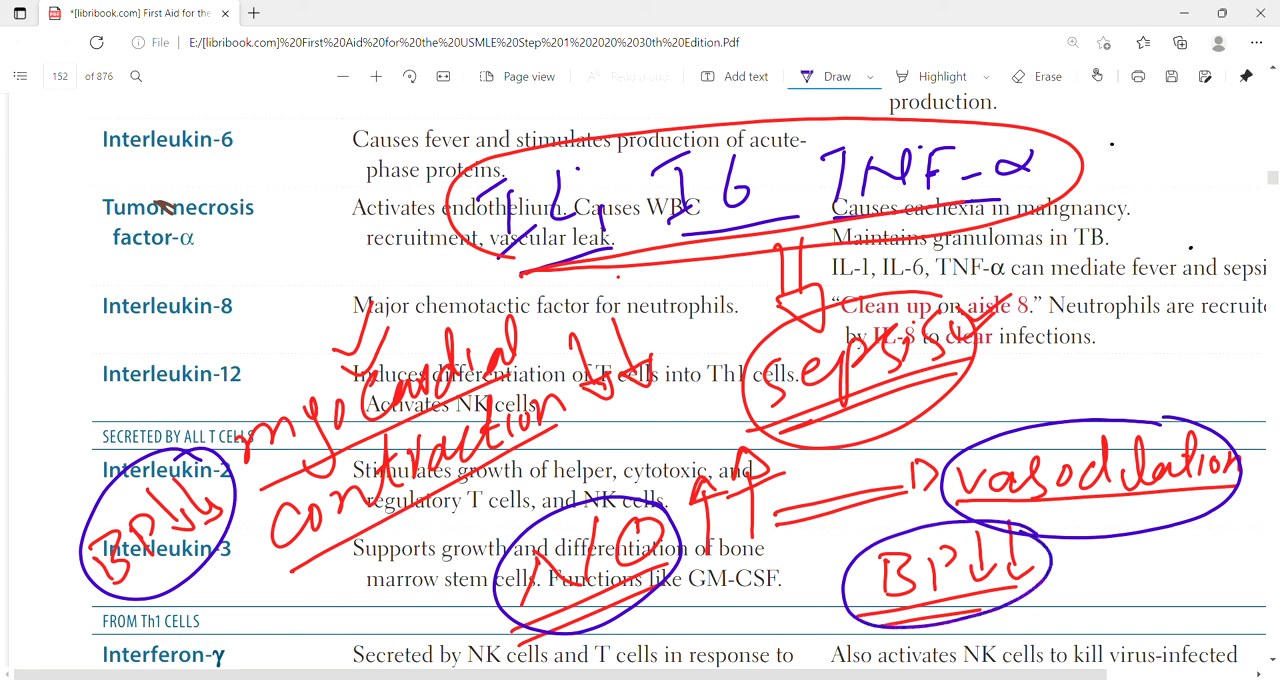 *[libribook.com] First Aid for the
File E:/[libribook.com]%20First%20Aid%20for%20the%20USMLE%20Step%201%202020%2030th%20Edition.Pdf
152 of 876 Page view Read aloud Add text Draw Highlight Erase
production.
Interleukin-6 Causes fever and stimulates production of acute-
phase proteins.
IL1 I6 TNF-α
Tumor necrosis Activates endothelium. Causes WBC Causes cachexia in malignancy.
factor-α recruitment, vascular leak. Maintains granulomas in TB.
IL-1, IL-6, TNF-α can mediate fever and sepsi
Interleukin-8 Major chemotactic factor for neutrophils. “Clean up on aisle 8.” Neutrophils are recruite
by IL-8 to clear infections.
sepsis
Interleukin-12 Induces differentiation of T cells into Th1 cells.
Activates NK cells.
myocardial
contraction ↓↓
SECRETED BY ALL T CELLS
Interleukin-2 Stimulates growth of helper, cytotoxic, and
regulatory T cells, and NK cells.
vasodilation
BP↓↓
Interleukin-3 Supports growth and differentiation of bone
marrow stem cells. Functions like GM-CSF.
N/O ↑↑
BP↓↓
FROM Th1 CELLS
Interferon-γ Secreted by NK cells and T cells in response to Also activates NK cells to kill virus-infected